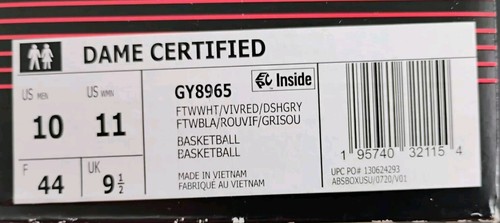 DAME CERTIFIED
US MEN
10
US WMN
11
F
44
UK
9 1/2
GY8965
Inside
FTWWHT/VIVRED/DSHGRY
FTWBLA/ROUVIF/GRISOU
BASKETBALL
BASKETBALL
MADE IN VIETNAM
FABRIQUÉ AU VIETNAM
1 95740 32115 4
UPC PO# 130624293
ABSBOXUSU/0720/V01